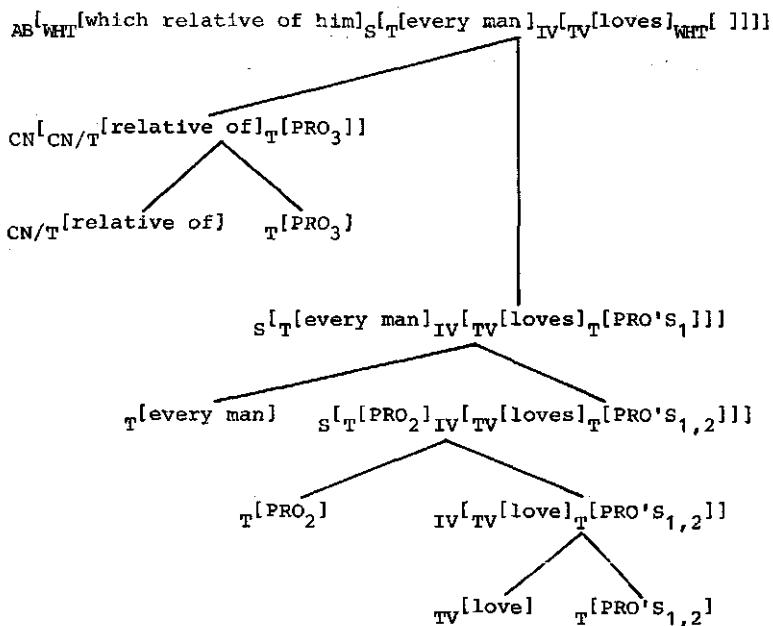 AB[WHT[which relative of him]S[T[every man]IV[TV[loves]WHT[ ]]]]
CN[CN/T[relative of]T[PRO3]]
CN/T[relative of] T[PRO3]
S[T[every man]IV[TV[loves]T[PRO'S1]]]
T[every man] S[T[PRO2]IV[TV[loves]T[PRO'S1,2]]]
T[PRO2] IV[TV[love]T[PRO'S1,2]]
TV[love] T[PRO'S1,2]